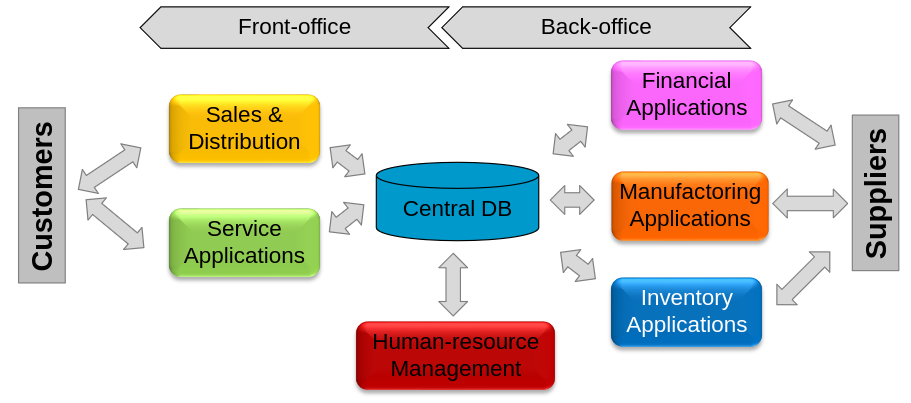 Front-office
Back-office
Customers
Sales &
Distribution
Service
Applications
Central DB
Human-resource
Management
Financial
Applications
Manufactoring
Applications
Inventory
Applications
Suppliers